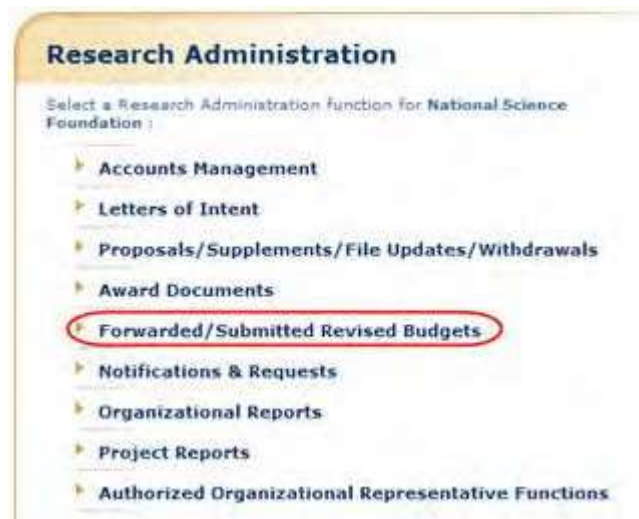 Research Administration
Select a Research Administration function for National Science
Foundation :
Accounts Management
Letters of Intent
Proposals/Supplements/File Updates/Withdrawals
Award Documents
Forwarded/Submitted Revised Budgets
Notifications & Requests
Organizational Reports
Project Reports
Authorized Organizational Representative Functions